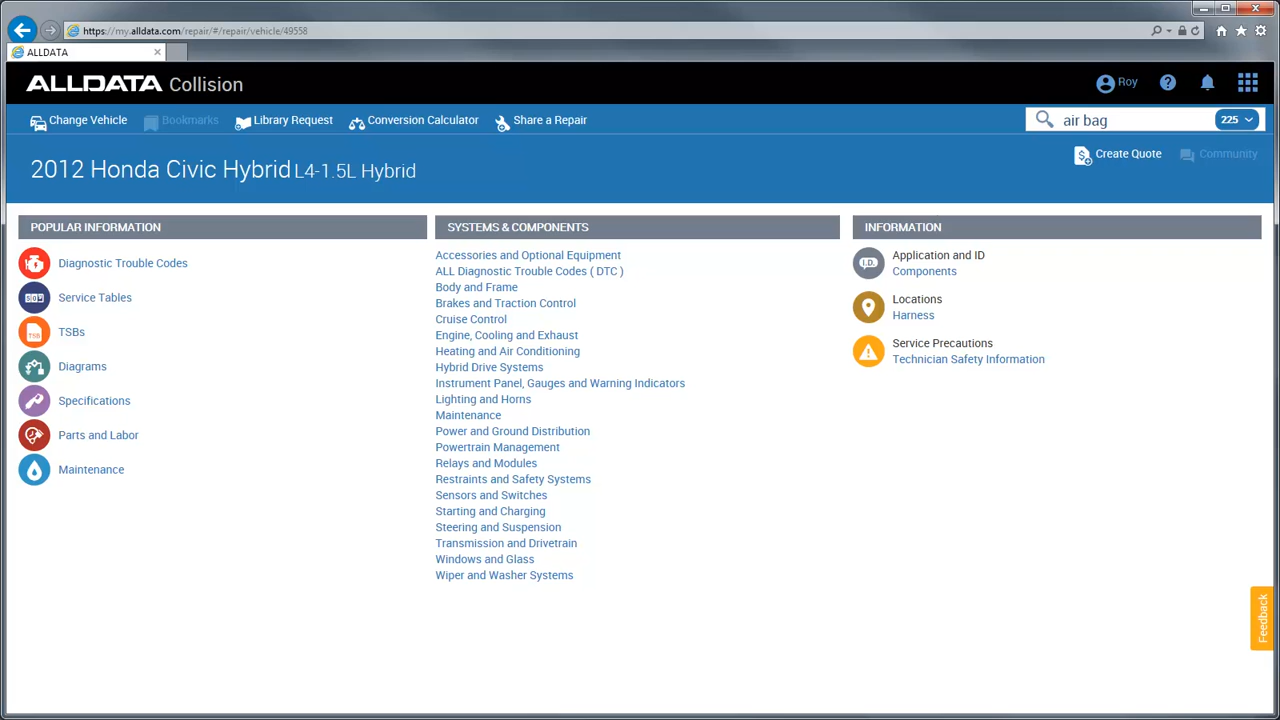 https://my.alldata.com/repair/#/repair/vehicle/49558
ALLDATA
ALLDATA Collision
Roy
Change Vehicle
Bookmarks
Library Request
Conversion Calculator
Share a Repair
air bag
225
2012 Honda Civic Hybrid L4-1.5L Hybrid
Create Quote
Community
POPULAR INFORMATION
Diagnostic Trouble Codes
Service Tables
TSB
TSBs
Diagrams
Specifications
Parts and Labor
Maintenance
SYSTEMS & COMPONENTS
Accessories and Optional Equipment
ALL Diagnostic Trouble Codes ( DTC )
Body and Frame
Brakes and Traction Control
Cruise Control
Engine, Cooling and Exhaust
Heating and Air Conditioning
Hybrid Drive Systems
Instrument Panel, Gauges and Warning Indicators
Lighting and Horns
Maintenance
Power and Ground Distribution
Powertrain Management
Relays and Modules
Restraints and Safety Systems
Sensors and Switches
Starting and Charging
Steering and Suspension
Transmission and Drivetrain
Windows and Glass
Wiper and Washer Systems
INFORMATION
I.D.
Application and ID
Components
Locations
Harness
Service Precautions
Technician Safety Information
Feedback